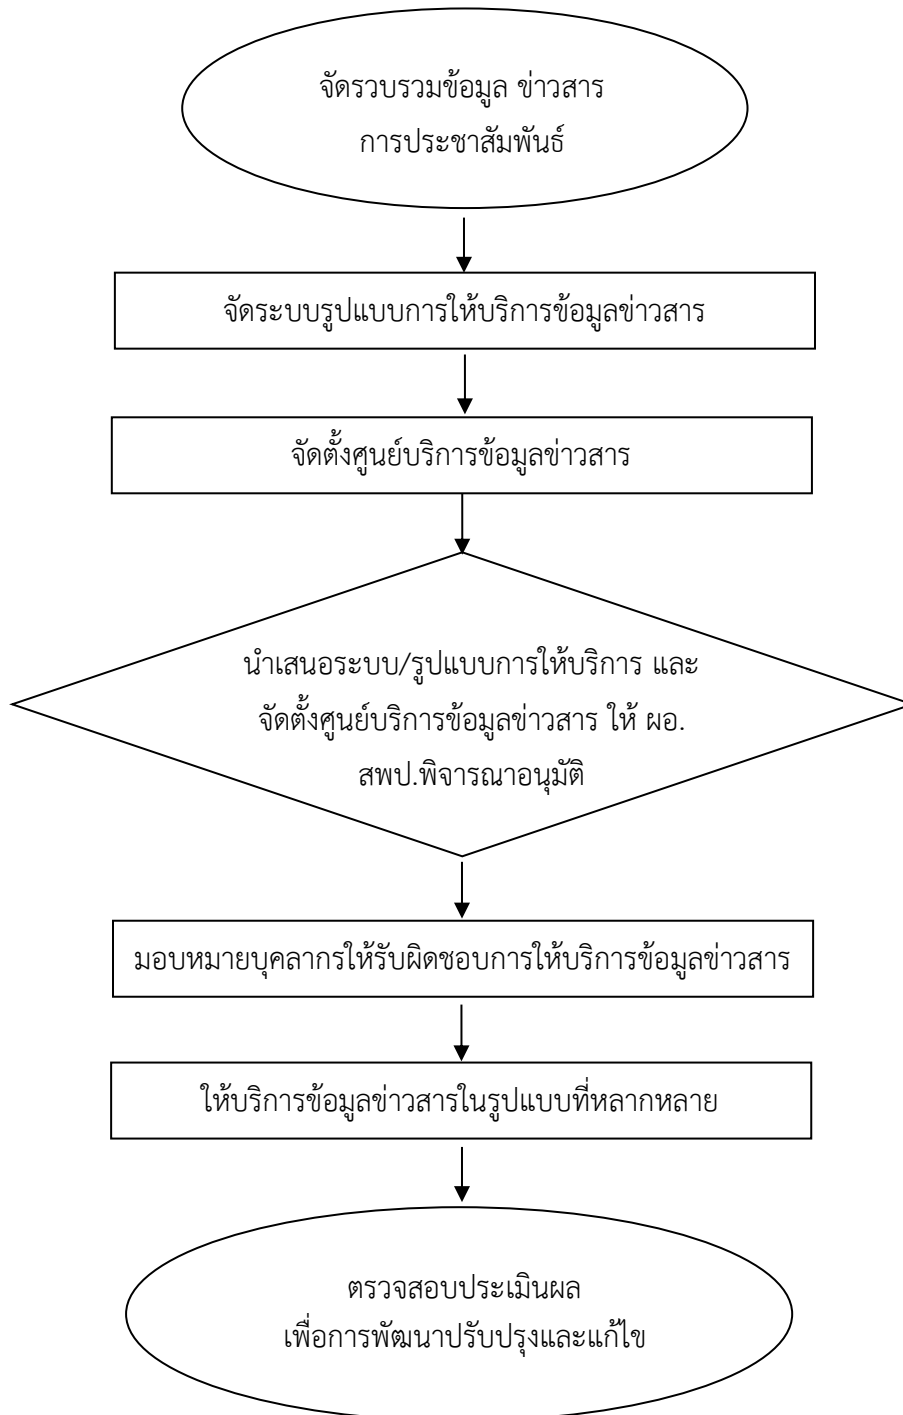 จัดรวบรวมข้อมูล ข่าวสาร
การประชาสัมพันธ์
จัดระบบรูปแบบการให้บริการข้อมูลข่าวสาร
จัดตั้งศูนย์บริการข้อมูลข่าวสาร
นำเสนอระบบ/รูปแบบการให้บริการ และ
จัดตั้งศูนย์บริการข้อมูลข่าวสาร ให้ ผอ.
สพป.พิจารณาอนุมัติ
มอบหมายบุคลากรให้รับผิดชอบการให้บริการข้อมูลข่าวสาร
ให้บริการข้อมูลข่าวสารในรูปแบบที่หลากหลาย
ตรวจสอบประเมินผล
เพื่อการพัฒนาปรับปรุงและแก้ไข